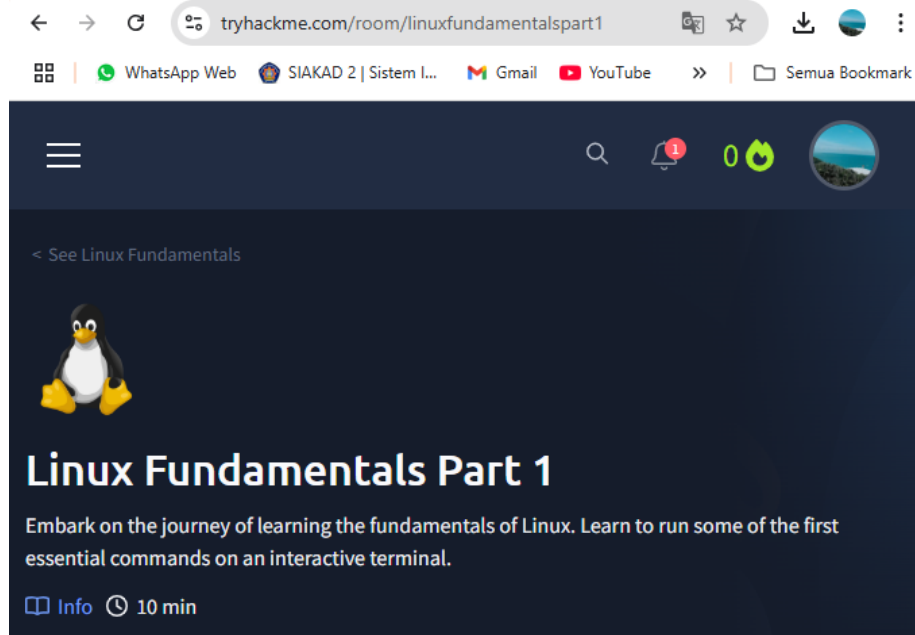 tryhackme.com/room/linuxfundamentalspart1
WhatsApp Web SIAKAD 2 | Sistem I... Gmail YouTube » Semua Bookmark
1
0
< See Linux Fundamentals
Linux Fundamentals Part 1
Embark on the journey of learning the fundamentals of Linux. Learn to run some of the first
essential commands on an interactive terminal.
Info 10 min